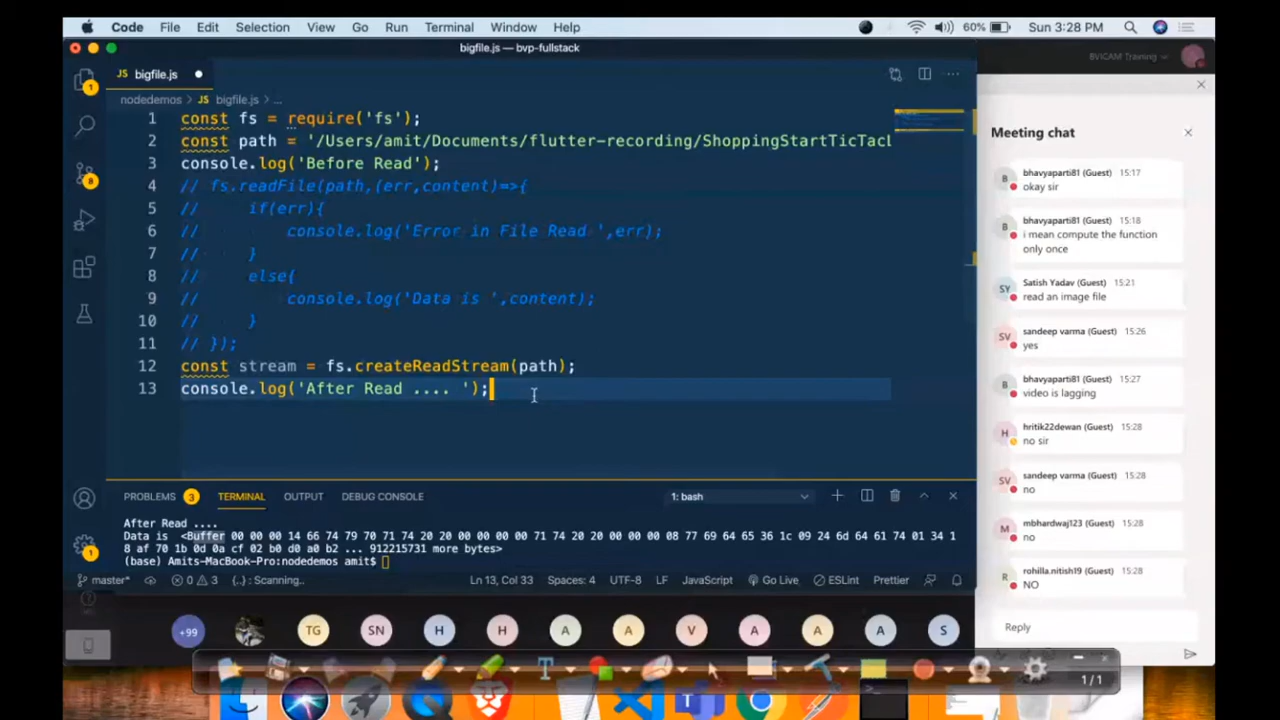 Code File Edit Selection View Go Run Terminal Window Help 60% Sun 3:28 PM
bigfile.js — bvp-fullstack
BVICAM Training
JS bigfile.js
nodedemos > JS bigfile.js > ...
1 const fs = require('fs');
2 const path = '/Users/amit/Documents/flutter-recording/ShoppingStartTicTacl
3 console.log('Before Read');
4 // fs.readFile(path,(err,content)=>{
5 // if(err){
6 // console.log('Error in File Read ',err);
7 // }
8 // else{
9 // console.log('Data is ',content);
10 // }
11 // });
12 const stream = fs.createReadStream(path);
13 console.log('After Read .... ');
1
8
1
PROBLEMS 3 TERMINAL OUTPUT DEBUG CONSOLE 1: bash
After Read ....
Data is <Buffer 00 00 00 14 66 74 79 70 71 74 20 20 00 00 00 00 71 74 20 20 00 00 00 08 77 69 64 65 36 1c 09 24 6d 64 61 74 01 34 1
8 af 70 1b 0d 0a cf 02 b0 d0 a0 b2 ... 912215731 more bytes>
(base) Amits-MacBook-Pro:nodedemos amit$
master* 0 3 {..} : Scanning.. Ln 13, Col 33 Spaces: 4 UTF-8 LF JavaScript Go Live ESLint Prettier
Meeting chat
B bhavyaparti81 (Guest) 15:17
okay sir
B bhavyaparti81 (Guest) 15:18
i mean compute the function
only once
SY Satish Yadav (Guest) 15:21
read an image file
SV sandeep varma (Guest) 15:26
yes
B bhavyaparti81 (Guest) 15:27
video is lagging
H hritik22dewan (Guest) 15:28
no sir
SV sandeep varma (Guest) 15:28
no
M mbhardwaj123 (Guest) 15:28
no
R rohilla.nitish19 (Guest) 15:28
NO
Reply
+99 TG SN H H A A V A A A S
T
1/1